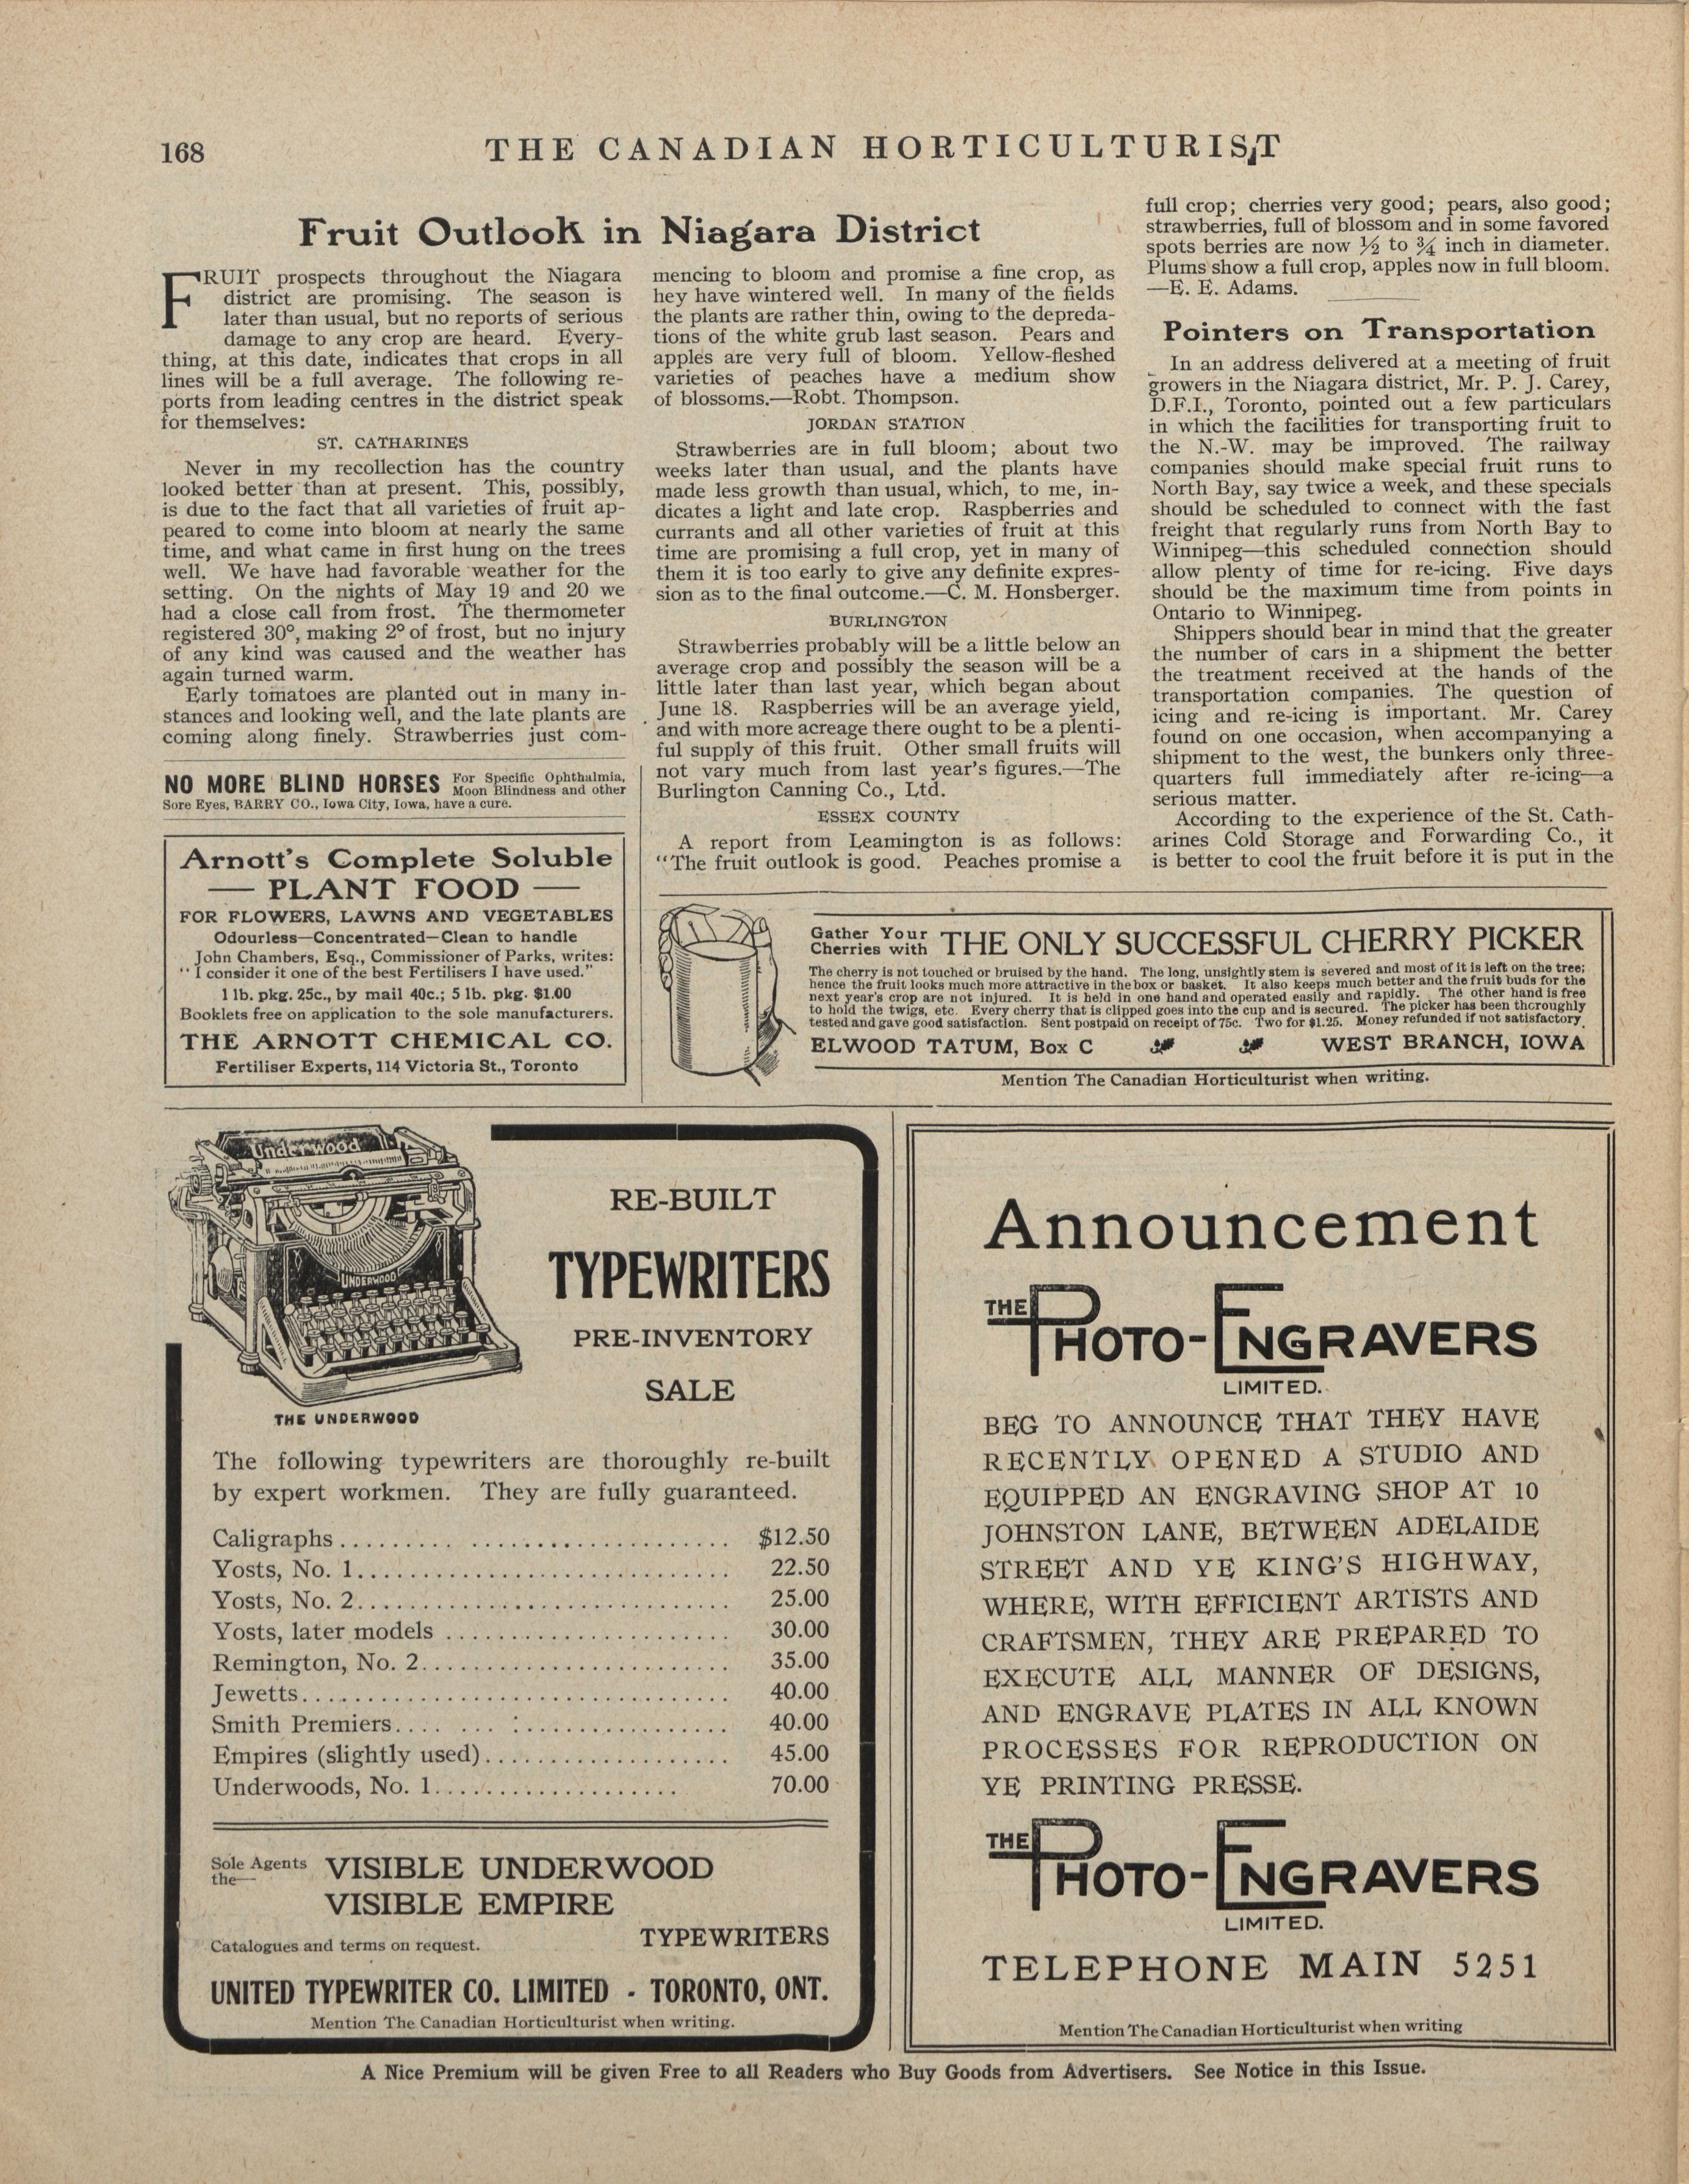 168
THE CANADIAN HORTICULTURIST
Fruit Outlook in Niagara District
FRUIT prospects throughout the Niagara
district are promising. The season is
later than usual, but no reports of serious
damage to any crop are heard. Every-
thing, at this date, indicates that crops in all
lines will be a full average. The following re-
ports from leading centres in the district speak
for themselves:
ST. CATHARINES
Never in my recollection has the country
looked better than at present. This, possibly,
is due to the fact that all varieties of fruit ap-
peared to come into bloom at nearly the same
time, and what came in first hung on the trees
well. We have had favorable weather for the
setting. On the nights of May 19 and 20 we
had a close call from frost. The thermometer
registered 30°, making 2° of frost, but no injury
of any kind was caused and the weather has
again turned warm.
Early tomatoes are planted out in many in-
stances and looking well, and the late plants are
coming along finely. Strawberries just com-
mencing to bloom and promise a fine crop, as
hey have wintered well. In many of the fields
the plants are rather thin, owing to the depreda-
tions of the white grub last season. Pears and
apples are very full of bloom. Yellow-fleshed
varieties of peaches have a medium show
of blossoms.—Robt. Thompson.
JORDAN STATION
Strawberries are in full bloom; about two
weeks later than usual, and the plants have
made less growth than usual, which, to me, in-
dicates a light and late crop. Raspberries and
currants and all other varieties of fruit at this
time are promising a full crop, yet in many of
them it is too early to give any definite expres-
sion as to the final outcome.—C. M. Honsberger.
BURLINGTON
Strawberries probably will be a little below an
average crop and possibly the season will be a
little later than last year, which began about
June 18. Raspberries will be an average yield,
and with more acreage there ought to be a plenti-
ful supply of this fruit. Other small fruits will
not vary much from last year's figures.—The
Burlington Canning Co., Ltd.
ESSEX COUNTY
A report from Leamington is as follows:
"The fruit outlook is good. Peaches promise a
full crop; cherries very good; pears, also good;
strawberries, full of blossom and in some favored
spots berries are now ½ to ¾ inch in diameter.
Plums show a full crop, apples now in full bloom.
—E. E. Adams.
Pointers on Transportation
In an address delivered at a meeting of fruit
growers in the Niagara district, Mr. P. J. Carey,
D.F.I., Toronto, pointed out a few particulars
in which the facilities for transporting fruit to
the N.-W. may be improved. The railway
companies should make special fruit runs to
North Bay, say twice a week, and these specials
should be scheduled to connect with the fast
freight that regularly runs from North Bay to
Winnipeg—this scheduled connection should
allow plenty of time for re-icing. Five days
should be the maximum time from points in
Ontario to Winnipeg.
Shippers should bear in mind that the greater
the number of cars in a shipment the better
the treatment received at the hands of the
transportation companies. The question of
icing and re-icing is important. Mr. Carey
found on one occasion, when accompanying a
shipment to the west, the bunkers only three-
quarters full immediately after re-icing—a
serious matter.
According to the experience of the St. Cath-
arines Cold Storage and Forwarding Co., it
is better to cool the fruit before it is put in the
NO MORE BLIND HORSES For Specific Ophthalmia,
Moon Blindness and other
Sore Eyes, BARRY CO., Iowa City, Iowa, have a cure.
Arnott's Complete Soluble
— PLANT FOOD —
FOR FLOWERS, LAWNS AND VEGETABLES
Odourless—Concentrated—Clean to handle
John Chambers, Esq., Commissioner of Parks, writes:
"I consider it one of the best Fertilisers I have used."
1 lb. pkg. 25c., by mail 40c.; 5 lb. pkg. $1.00
Booklets free on application to the sole manufacturers.
THE ARNOTT CHEMICAL CO.
Fertiliser Experts, 114 Victoria St., Toronto
Gather Your
Cherries with THE ONLY SUCCESSFUL CHERRY PICKER
The cherry is not touched or bruised by the hand. The long, unsightly stem is severed and most of it is left on the tree;
hence the fruit looks much more attractive in the box or basket. It also keeps much better and the fruit buds for the
next year's crop are not injured. It is held in one hand and operated easily and rapidly. The other hand is free
to hold the twigs, etc. Every cherry that is clipped goes into the cup and is secured. The picker has been thoroughly
tested and gave good satisfaction. Sent postpaid on receipt of 75c. Two for $1.25. Money refunded if not satisfactory.
ELWOOD TATUM, Box C WEST BRANCH, IOWA
Mention The Canadian Horticulturist when writing.
Underwood
UNDERWOOD
THE UNDERWOOD
RE-BUILT
TYPEWRITERS
PRE-INVENTORY
SALE
The following typewriters are thoroughly re-built
by expert workmen. They are fully guaranteed.
Caligraphs......... .................... $12.50
Yosts, No. 1............................. 22.50
Yosts, No. 2............................. 25.00
Yosts, later models ...................... 30.00
Remington, No. 2........................ 35.00
Jewetts................................. 40.00
Smith Premiers.... ... :................ 40.00
Empires (slightly used)................... 45.00
Underwoods, No. 1................... 70.00
Sole Agents
the— VISIBLE UNDERWOOD
VISIBLE EMPIRE
TYPEWRITERS
Catalogues and terms on request.
UNITED TYPEWRITER CO. LIMITED - TORONTO, ONT.
Mention The Canadian Horticulturist when writing.
Announcement
THE PHOTO-ENGRAVERS
LIMITED.
BEG TO ANNOUNCE THAT THEY HAVE
RECENTLY OPENED A STUDIO AND
EQUIPPED AN ENGRAVING SHOP AT 10
JOHNSTON LANE, BETWEEN ADELAIDE
STREET AND YE KING'S HIGHWAY,
WHERE, WITH EFFICIENT ARTISTS AND
CRAFTSMEN, THEY ARE PREPARED TO
EXECUTE ALL MANNER OF DESIGNS,
AND ENGRAVE PLATES IN ALL KNOWN
PROCESSES FOR REPRODUCTION ON
YE PRINTING PRESSE.
THE PHOTO-ENGRAVERS
LIMITED.
TELEPHONE MAIN 5251
Mention The Canadian Horticulturist when writing
A Nice Premium will be given Free to all Readers who Buy Goods from Advertisers. See Notice in this Issue.